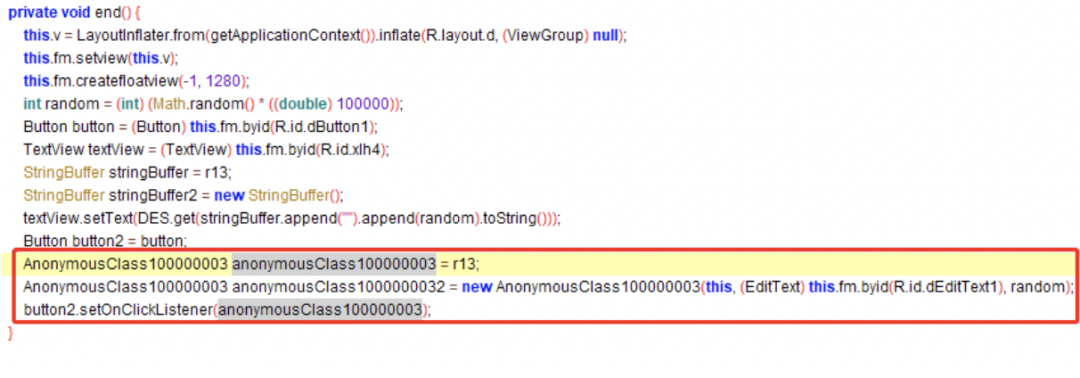 private void end() {
this.v = LayoutInflater.from(getApplicationContext()).inflate(R.layout.d, (ViewGroup) null);
this.fm.setview(this.v);
this.fm.createfloatview(-1, 1280);
int random = (int) (Math.random() * ((double) 100000));
Button button = (Button) this.fm.byid(R.id.dButton1);
TextView textView = (TextView) this.fm.byid(R.id.xlh4);
StringBuffer stringBuffer = r13;
StringBuffer stringBuffer2 = new StringBuffer();
textView.setText(DES.get(stringBuffer.append("").append(random).toString()));
Button button2 = button;
AnonymousClass100000003 anonymousClass100000003 = r13;
AnonymousClass100000003 anonymousClass1000000032 = new AnonymousClass100000003(this, (EditText) this.fm.byid(R.id.dEditText1), random);
button2.setOnClickListener(anonymousClass100000003);
}